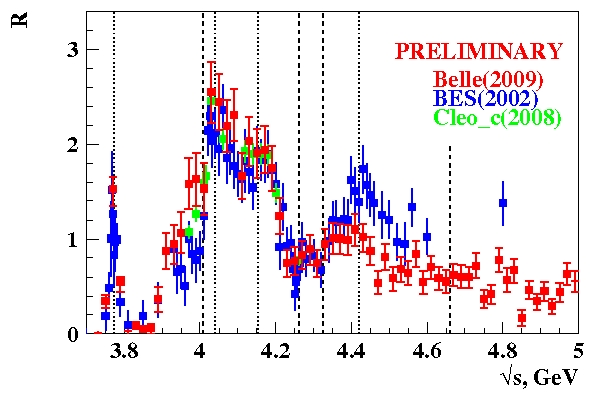 R
3
PRELIMINARY
Belle(2009)
BES(2002)
Cleo_c(2008)
2
1
0
3.8 4 4.2 4.4 4.6 4.8 5
√s, GeV